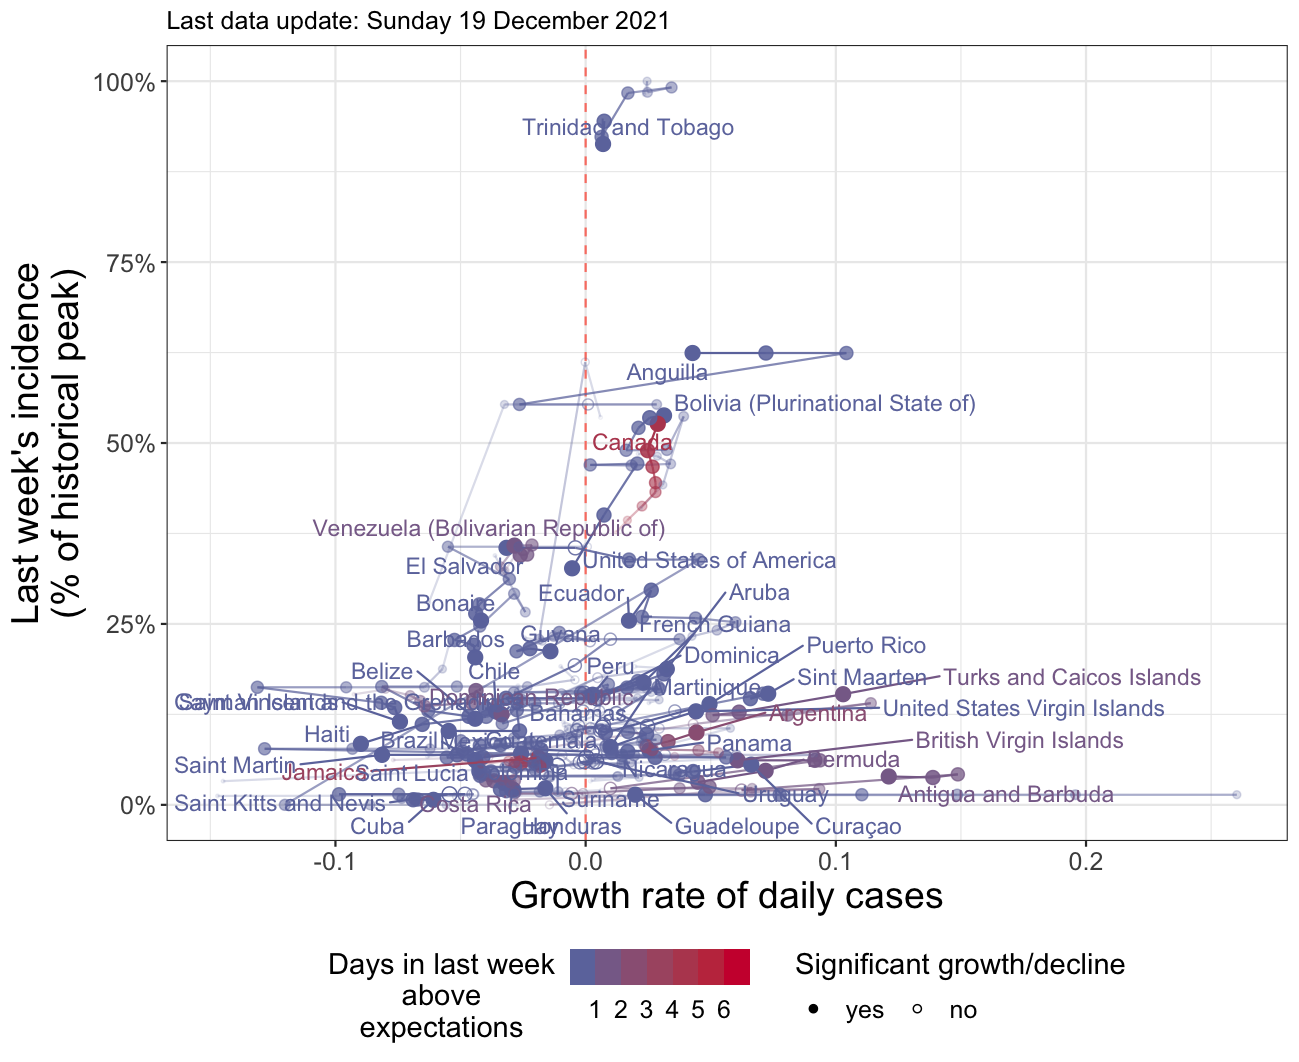 Last data update: Sunday 19 December 2021
Last week's incidence
(% of historical peak)
100%
75%
50%
25%
0%
Trinidad and Tobago
Anguilla
Bolivia (Plurinational State of)
Canada
Venezuela (Bolivarian Republic of)
El Salvador
United States of America
Ecuador
Aruba
Bonaire
French Guiana
Barbados
Guyana
Puerto Rico
Dominica
Belize
Chile
Peru
Sint Maarten
Turks and Caicos Islands
Martinique
Dominican Republic
United States Virgin Islands
Bahamas
Argentina
Haiti
Brazil
Mexico
Guatemala
Panama
British Virgin Islands
Saint Martin
Jamaica
Saint Lucia
Nicaragua
Bermuda
Saint Kitts and Nevis
Costa Rica
Suriname
Uruguay
Antigua and Barbuda
Cuba
Paraguay
Honduras
Guadeloupe
Curaçao
-0.1
0.0
0.1
0.2
Growth rate of daily cases
Days in last week
above
expectations
1 2 3 4 5 6
Significant growth/decline
yes
no